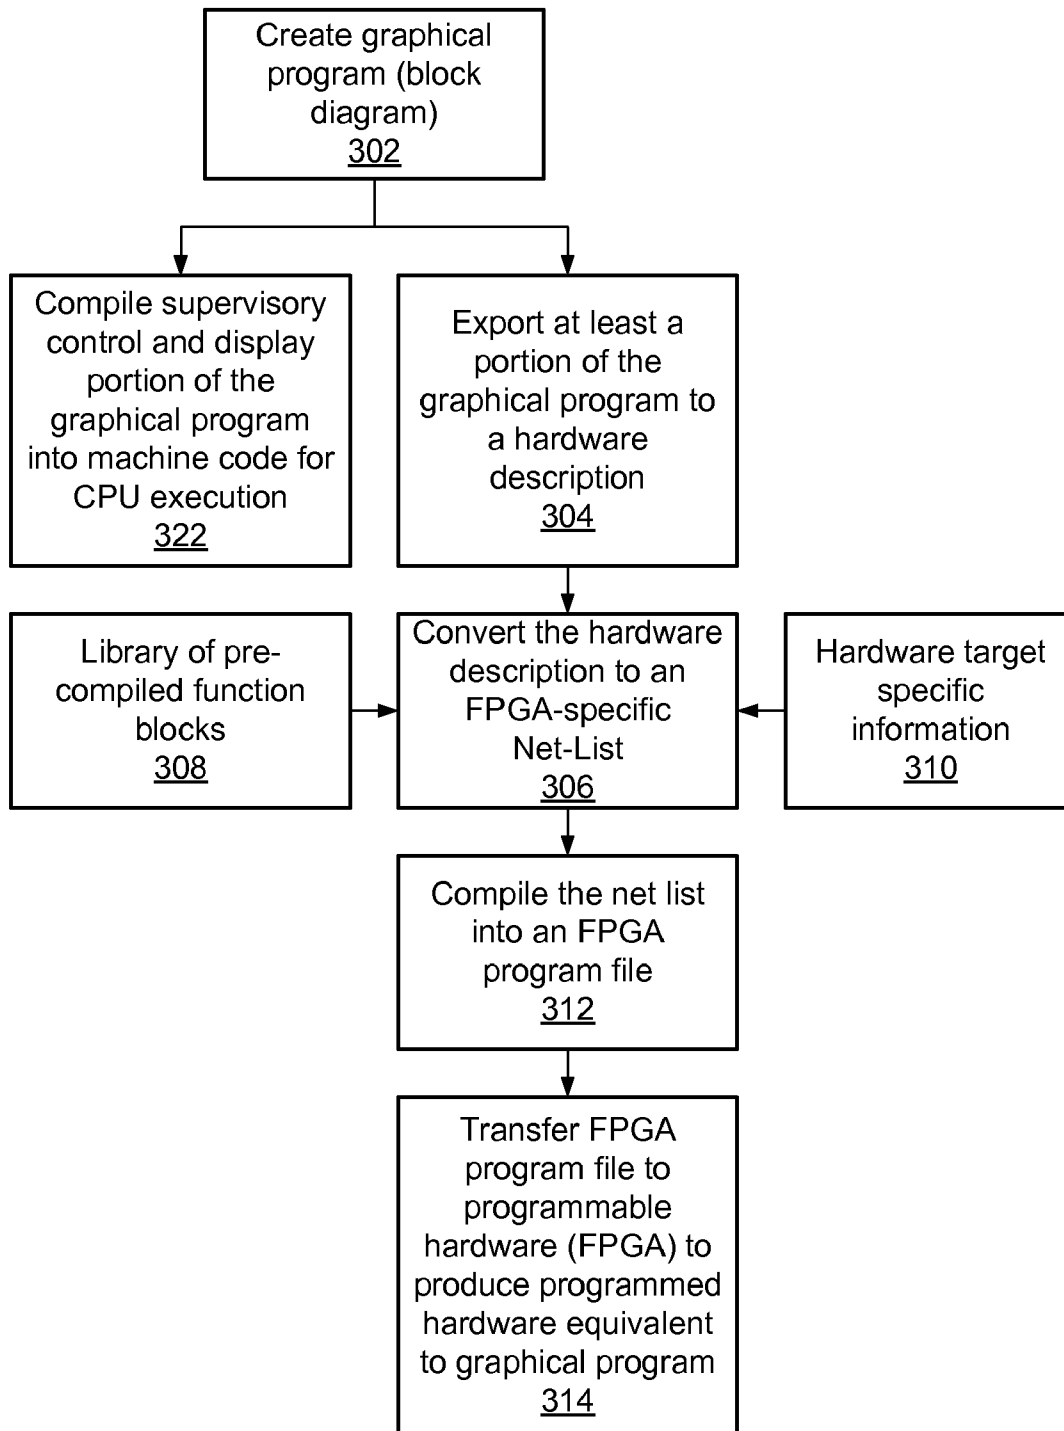 Create graphical
program (block
diagram)
302
Compile supervisory
control and display
portion of the
graphical program
into machine code for
CPU execution
322
Export at least a
portion of the
graphical program to
a hardware
description
304
Library of pre-
compiled function
blocks
308
Convert the hardware
description to an
FPGA-specific
Net-List
306
Hardware target
specific
information
310
Compile the net list
into an FPGA
program file
312
Transfer FPGA
program file to
programmable
hardware (FPGA) to
produce programmed
hardware equivalent
to graphical program
314